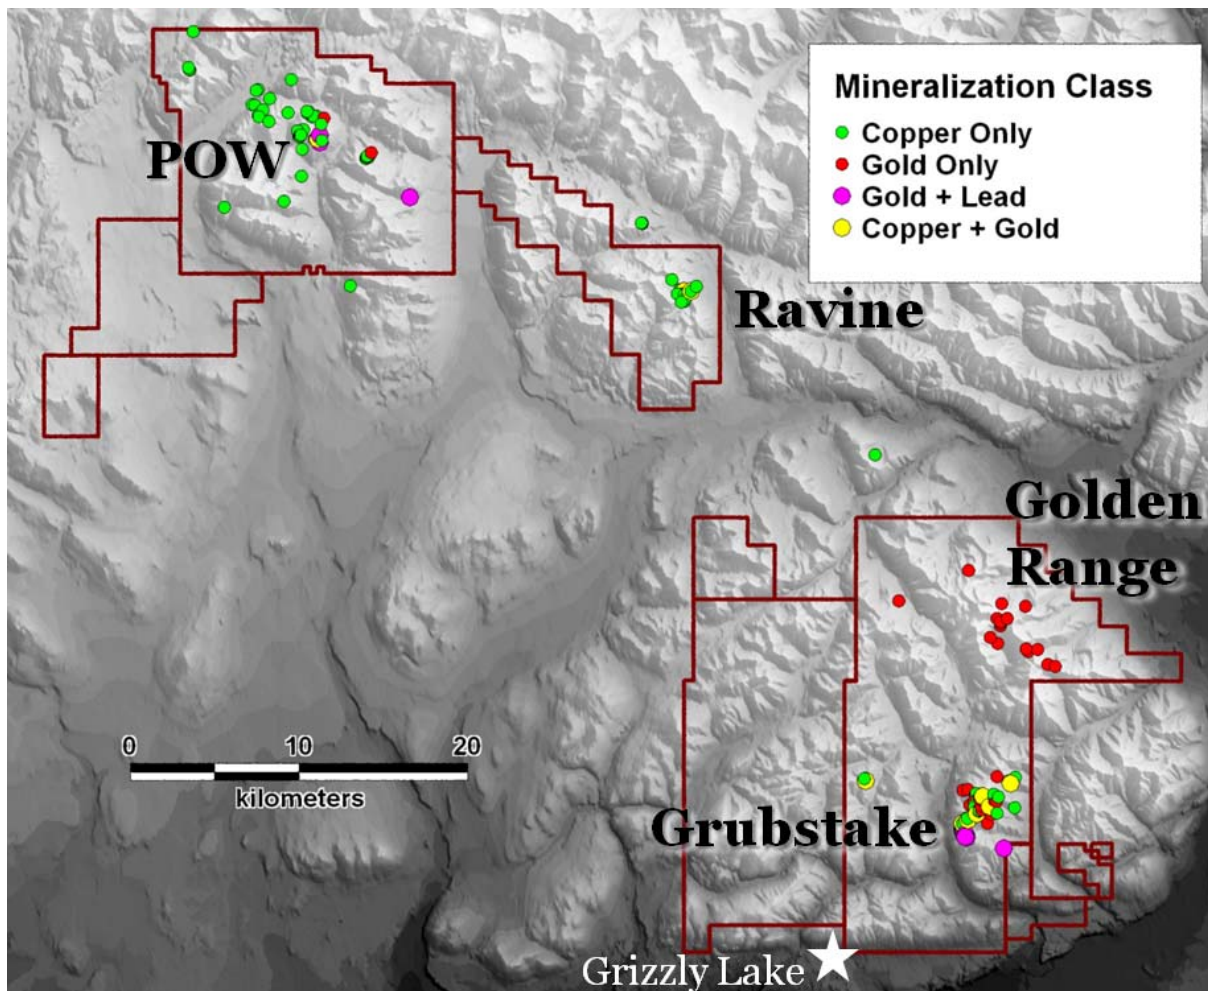 Mineralization Class
Copper Only
Gold Only
Gold + Lead
Copper + Gold
POW
Ravine
Golden
Range
0 10 20
kilometers
Grubstake
Grizzly Lake